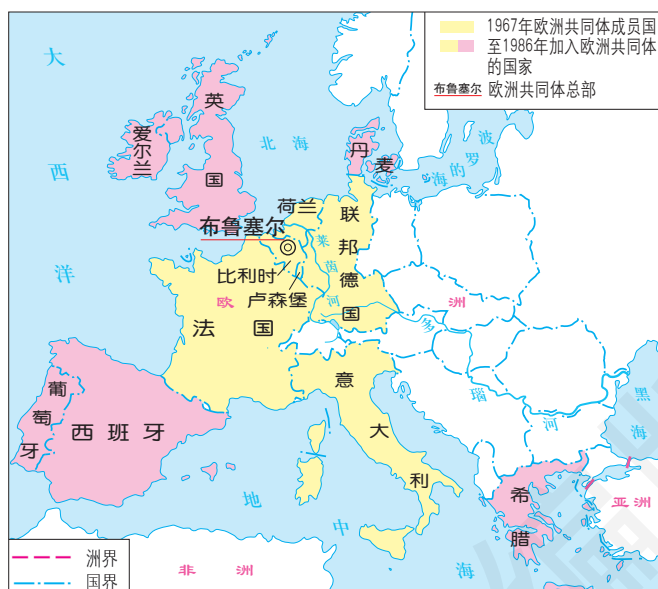 1967年欧洲共同体成员国
至1986年加入欧洲共同体
的国家
布鲁塞尔 欧洲共同体总部
大
西
洋
英
国
爱尔兰
北海
丹麦
波罗的海
荷兰
布鲁塞尔
联邦德国
莱茵河
比利时
卢森堡
欧
洲
法国
多
瑙
河
黑海
意
大
利
葡萄牙
西班牙
希腊
亚洲
地
中
海
非洲
洲界
国界